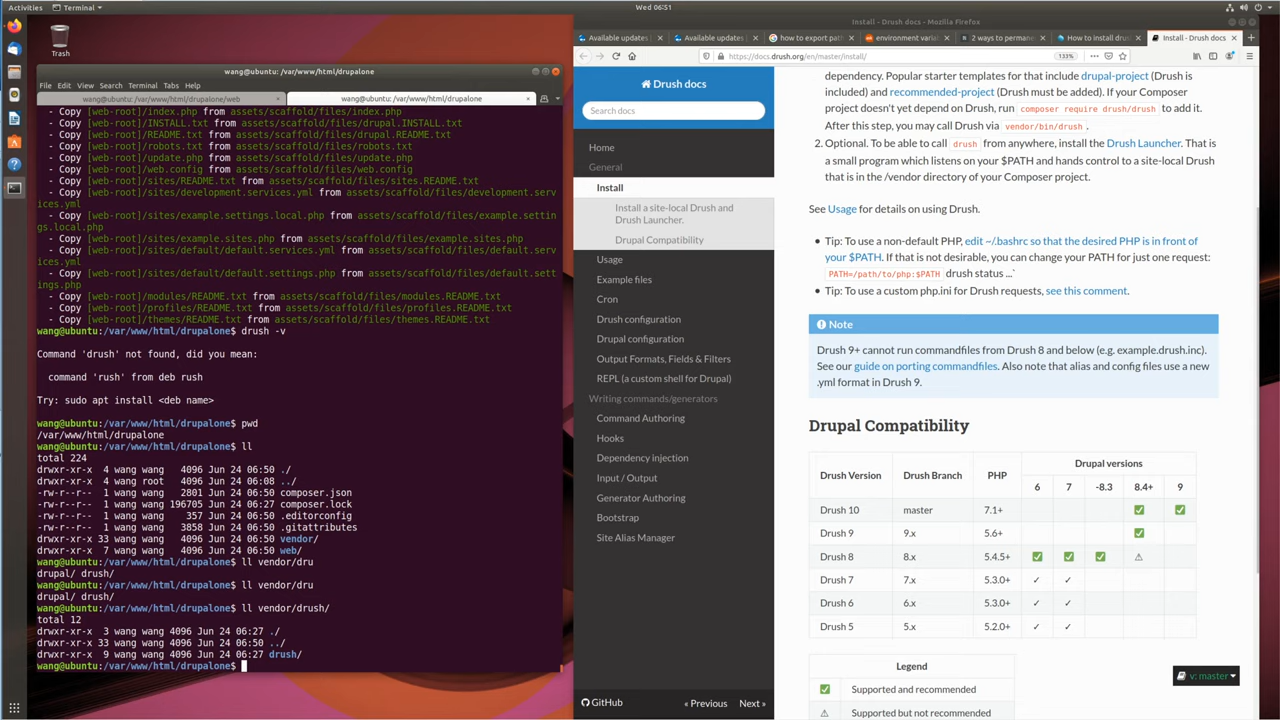 Activities
Terminal
Wed 06:51
Trash
wang@ubuntu: /var/www/html/drupalone
File Edit View Search Terminal Tabs Help
wang@ubuntu: /var/www/html/drupalone/web
wang@ubuntu: /var/www/html/drupalone
- Copy [web-root]/index.php from assets/scaffold/files/index.php
- Copy [web-root]/INSTALL.txt from assets/scaffold/files/drupal.INSTALL.txt
- Copy [web-root]/README.txt from assets/scaffold/files/drupal.README.txt
- Copy [web-root]/robots.txt from assets/scaffold/files/robots.txt
- Copy [web-root]/update.php from assets/scaffold/files/update.php
- Copy [web-root]/web.config from assets/scaffold/files/web.config
- Copy [web-root]/sites/README.txt from assets/scaffold/files/sites.README.txt
- Copy [web-root]/sites/development.services.yml from assets/scaffold/files/development.serv
ices.yml
- Copy [web-root]/sites/example.settings.local.php from assets/scaffold/files/example.settin
gs.local.php
- Copy [web-root]/sites/example.sites.php from assets/scaffold/files/example.sites.php
- Copy [web-root]/sites/default/default.services.yml from assets/scaffold/files/default.serv
ices.yml
- Copy [web-root]/sites/default/default.settings.php from assets/scaffold/files/default.sett
ings.php
- Copy [web-root]/modules/README.txt from assets/scaffold/files/modules.README.txt
- Copy [web-root]/profiles/README.txt from assets/scaffold/files/profiles.README.txt
- Copy [web-root]/themes/README.txt from assets/scaffold/files/themes.README.txt
wang@ubuntu:/var/www/html/drupalone$ drush -v
Command 'drush' not found, did you mean:
command 'rush' from deb rush
Try: sudo apt install <deb name>
wang@ubuntu:/var/www/html/drupalone$ pwd
/var/www/html/drupalone
wang@ubuntu:/var/www/html/drupalone$ ll
total 224
drwxr-xr-x 4 wang wang 4096 Jun 24 06:50 ./
drwxr-xr-x 4 wang root 4096 Jun 24 06:08 ../
-rw-r--r-- 1 wang wang 2801 Jun 24 06:50 composer.json
-rw-r--r-- 1 wang wang 196705 Jun 24 06:27 composer.lock
-rw-r--r-- 1 wang wang 357 Jun 24 06:50 .editorconfig
-rw-r--r-- 1 wang wang 3858 Jun 24 06:50 .gitattributes
drwxr-xr-x 33 wang wang 4096 Jun 24 06:50 vendor/
drwxr-xr-x 7 wang wang 4096 Jun 24 06:50 web/
wang@ubuntu:/var/www/html/drupalone$ ll vendor/dru
drupal/ drush/
wang@ubuntu:/var/www/html/drupalone$ ll vendor/dru
drupal/ drush/
wang@ubuntu:/var/www/html/drupalone$ ll vendor/drush/
total 12
drwxr-xr-x 3 wang wang 4096 Jun 24 06:27 ./
drwxr-xr-x 33 wang wang 4096 Jun 24 06:50 ../
drwxr-xr-x 9 wang wang 4096 Jun 24 06:27 drush/
wang@ubuntu:/var/www/html/drupalone$
Install - Drush docs - Mozilla Firefox
Available updates |
Available updates |
how to export path
environment varia
2 ways to permane
How to install drus
Install - Drush docs
https://docs.drush.org/en/master/install/
133%
Drush docs
Search docs
Home
General
Install
Install a site-local Drush and
Drush Launcher.
Drupal Compatibility
Usage
Example files
Cron
Drush configuration
Drupal configuration
Output Formats, Fields & Filters
REPL (a custom shell for Drupal)
Writing commands/generators
Command Authoring
Hooks
Dependency injection
Input / Output
Generator Authoring
Bootstrap
Site Alias Manager
GitHub
« Previous
Next »
dependency. Popular starter templates for that include drupal-project (Drush is
included) and recommended-project (Drush must be added). If your Composer
project doesn't yet depend on Drush, run composer require drush/drush to add it.
After this step, you may call Drush via vendor/bin/drush .
2. Optional. To be able to call drush from anywhere, install the Drush Launcher. That is
a small program which listens on your $PATH and hands control to a site-local Drush
that is in the /vendor directory of your Composer project.
See Usage for details on using Drush.
• Tip: To use a non-default PHP, edit ~/.bashrc so that the desired PHP is in front of
your $PATH. If that is not desirable, you can change your PATH for just one request:
PATH=/path/to/php:$PATH drush status ...`
• Tip: To use a custom php.ini for Drush requests, see this comment.
Note
Drush 9+ cannot run commandfiles from Drush 8 and below (e.g. example.drush.inc).
See our guide on porting commandfiles. Also note that alias and config files use a new
.yml format in Drush 9.
Drupal Compatibility
Drush Version Drush Branch PHP Drupal versions
6 7 -8.3 8.4+ 9
Drush 10 master 7.1+ ✅ ✅
Drush 9 9.x 5.6+ ✅
Drush 8 8.x 5.4.5+ ✅ ✅ ✅ ⚠
Drush 7 7.x 5.3.0+ ✓ ✓
Drush 6 6.x 5.3.0+ ✓ ✓
Drush 5 5.x 5.2.0+ ✓ ✓
Legend
✅ Supported and recommended
⚠ Supported but not recommended
v: master